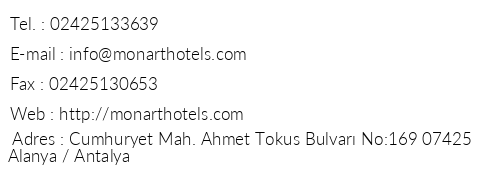 Tel. : 02425133639
E-mail : info@monarthotels.com
Fax : 02425130653
Web : http://monarthotels.com
Adres : Cumhuryet Mah. Ahmet Tokus Bulvarı No:169 07425
Alanya / Antalya